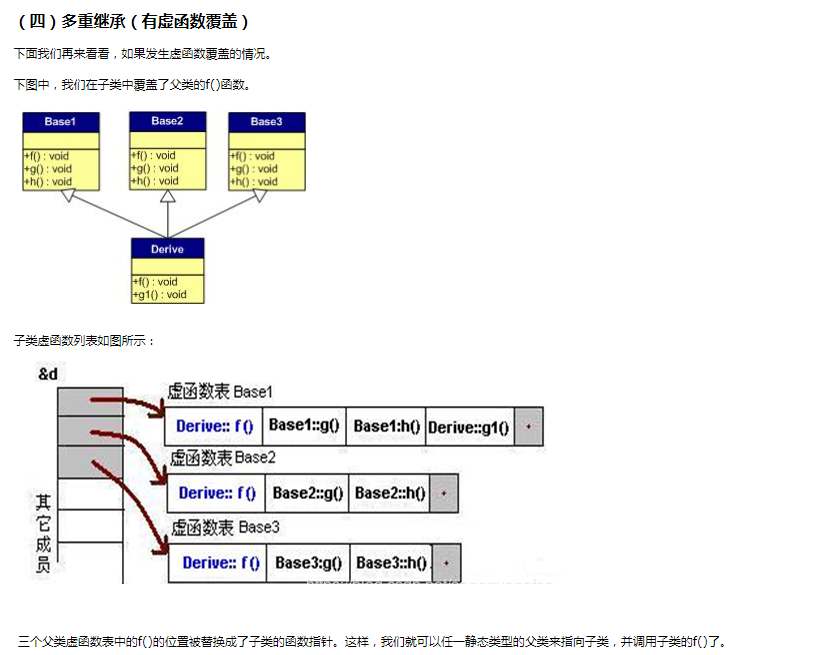 （四）多重继承（有虚函数覆盖）
下面我们再来看看，如果发生虚函数覆盖的情况。
下图中，我们在子类中覆盖了父类的f()函数。
Base1
+f() : void
+g() : void
+h() : void
Base2
+f() : void
+g() : void
+h() : void
Base3
+f() : void
+g() : void
+h() : void
Derive
+f() : void
+g1() : void
子类虚函数列表如图所示：
&d
其它成员
虚函数表 Base1
Derive:: f() Base1::g() Base1:h() Derive::g1()
虚函数表 Base2
Derive:: f() Base2::g() Base2::h()
虚函数表 Base3
Derive:: f() Base3:g() Base3::h()
三个父类虚函数表中的f()的位置被替换成了子类的函数指针。这样，我们就可以任一静态类型的父类来指向子类，并调用子类的f()了。